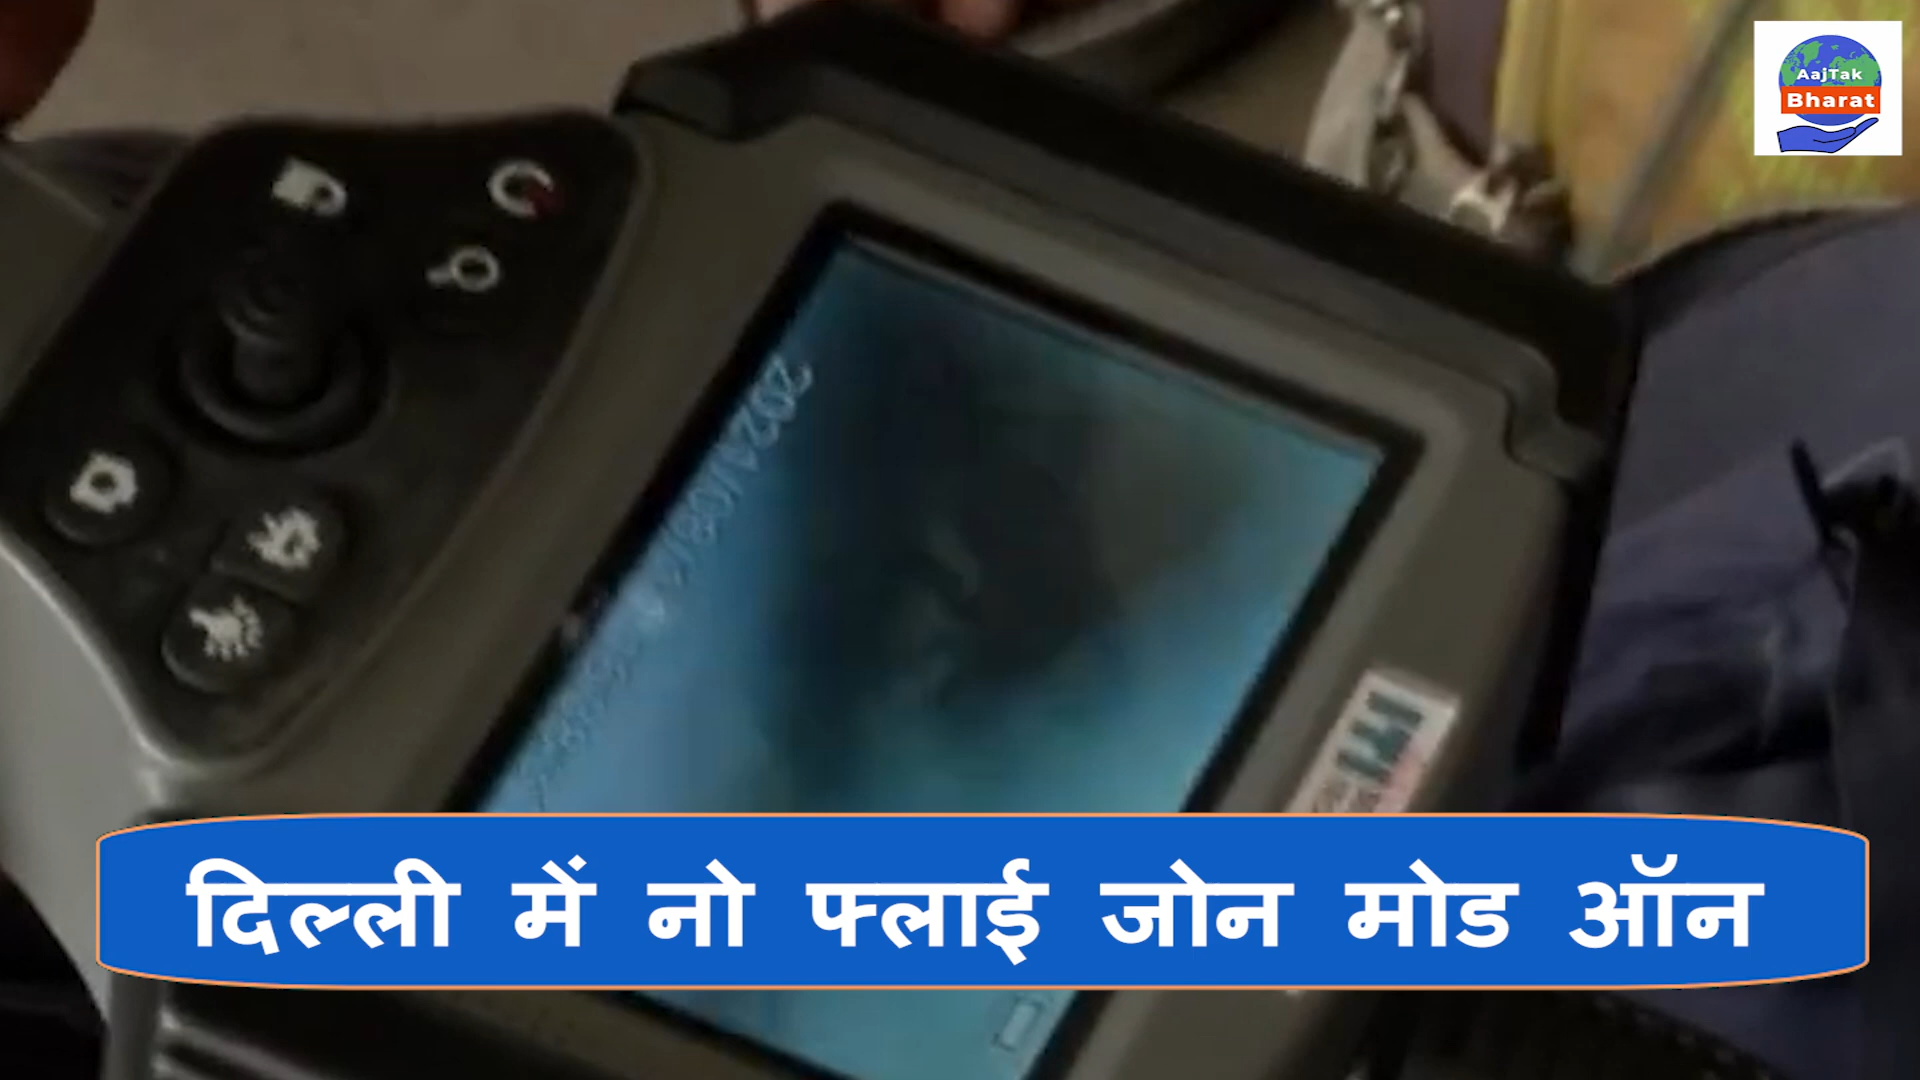 AajTak
Bharat
दिल्ली में नो फ्लाई जोन मोड ऑन